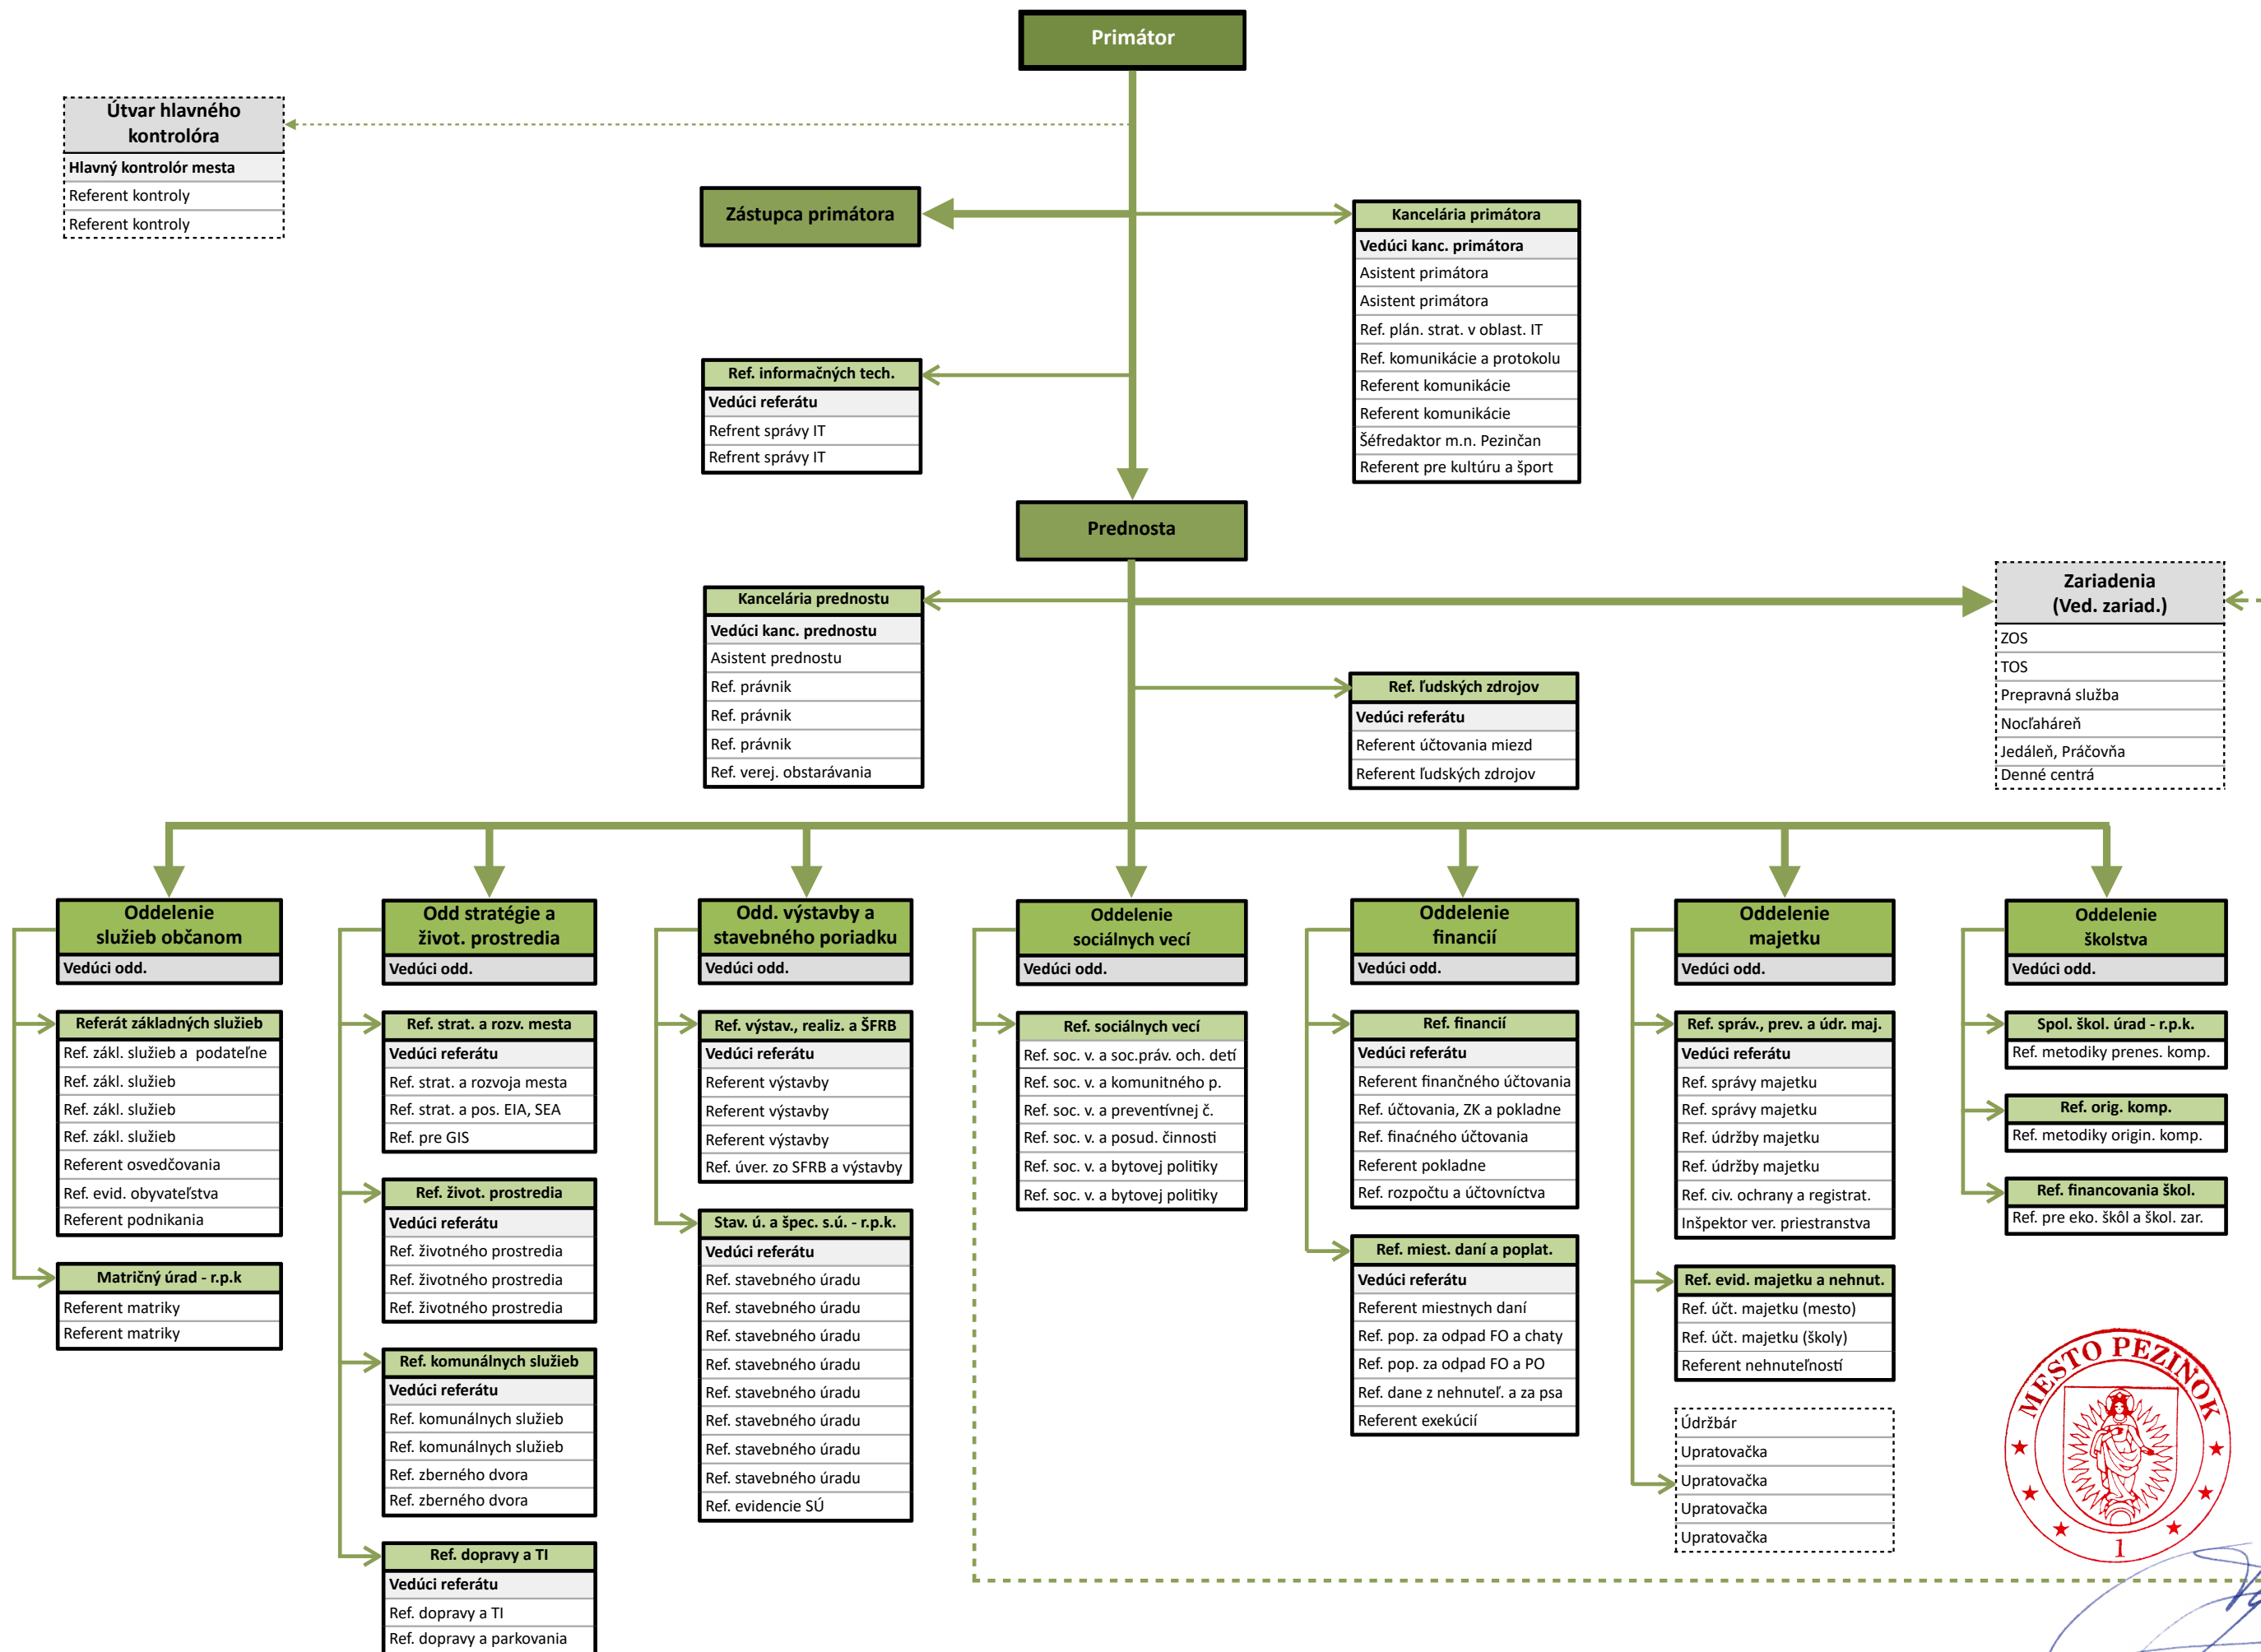 Primátor
Útvar hlavného
kontrolóra
Hlavný kontrolór mesta
Referent kontroly
Referent kontroly
Zástupca primátora
Kancelária primátora
Vedúci kanc. primátora
Asistent primátora
Asistent primátora
Ref. plán. strat. v oblast. IT
Ref. komunikácie a protokolu
Referent komunikácie
Referent komunikácie
Šéfredaktor m.n. Pezinčan
Referent pre kultúru a šport
Ref. informačných tech.
Vedúci referátu
Refrent správy IT
Refrent správy IT
Prednosta
Kancelária prednostu
Vedúci kanc. prednostu
Asistent prednostu
Ref. právnik
Ref. právnik
Ref. právnik
Ref. verej. obstarávania
Ref. ľudských zdrojov
Vedúci referátu
Referent účtovania miezd
Referent ľudských zdrojov
Zariadenia
(Ved. zariad.)
ZOS
TOS
Prepravná služba
Nocľaháreň
Jedáleň, Práčovňa
Denné centrá
Oddelenie
služieb občanom
Vedúci odd.
Referát základných služieb
Ref. zákl. služieb a podateľne
Ref. zákl. služieb
Ref. zákl. služieb
Ref. zákl. služieb
Referent osvedčovania
Ref. evid. obyvateľstva
Referent podnikania
Matričný úrad - r.p.k
Referent matriky
Referent matriky
Odd stratégie a
život. prostredia
Vedúci odd.
Ref. strat. a rozv. mesta
Vedúci referátu
Ref. strat. a rozvoja mesta
Ref. strat. a pos. EIA, SEA
Ref. pre GIS
Ref. život. prostredia
Vedúci referátu
Ref. životného prostredia
Ref. životného prostredia
Ref. životného prostredia
Ref. komunálnych služieb
Vedúci referátu
Ref. komunálnych služieb
Ref. komunálnych služieb
Ref. zberného dvora
Ref. zberného dvora
Ref. dopravy a TI
Vedúci referátu
Ref. dopravy a TI
Ref. dopravy a parkovania
Odd. výstavby a
stavebného poriadku
Vedúci odd.
Ref. výstav., realiz. a ŠFRB
Vedúci referátu
Referent výstavby
Referent výstavby
Referent výstavby
Ref. úver. zo SFRB a výstavby
Stav. ú. a špec. s.ú. - r.p.k.
Vedúci referátu
Ref. stavebného úradu
Ref. stavebného úradu
Ref. stavebného úradu
Ref. stavebného úradu
Ref. stavebného úradu
Ref. stavebného úradu
Ref. stavebného úradu
Ref. stavebného úradu
Ref. evidencie SÚ
Oddelenie
sociálnych vecí
Vedúci odd.
Ref. sociálnych vecí
Ref. soc. v. a soc.práv. och. detí
Ref. soc. v. a komunitného p.
Ref. soc. v. a preventívnej č.
Ref. soc. v. a posud. činnosti
Ref. soc. v. a bytovej politiky
Ref. soc. v. a bytovej politiky
Oddelenie
financií
Vedúci odd.
Ref. financií
Vedúci referátu
Referent finančného účtovania
Ref. účtovania, ZK a pokladne
Ref. finaćného účtovania
Referent pokladne
Ref. rozpočtu a účtovníctva
Ref. miest. daní a poplat.
Vedúci referátu
Referent miestnych daní
Ref. pop. za odpad FO a chaty
Ref. pop. za odpad FO a PO
Ref. dane z nehnuteľ. a za psa
Referent exekúcií
Oddelenie
majetku
Vedúci odd.
Ref. správ., prev. a údr. maj.
Vedúci referátu
Ref. správy majetku
Ref. správy majetku
Ref. údržby majetku
Ref. údržby majetku
Ref. civ. ochrany a registrat.
Inšpektor ver. priestranstva
Ref. evid. majetku a nehnut.
Ref. účt. majetku (mesto)
Ref. účt. majetku (školy)
Referent nehnuteľností
Údržbár
Upratovačka
Upratovačka
Upratovačka
Upratovačka
Oddelenie
školstva
Vedúci odd.
Spol. škol. úrad - r.p.k.
Ref. metodiky prenes. komp.
Ref. orig. komp.
Ref. metodiky origin. komp.
Ref. financovania škol.
Ref. pre eko. škôl a škol. zar.
MESTO PEZINOK
1